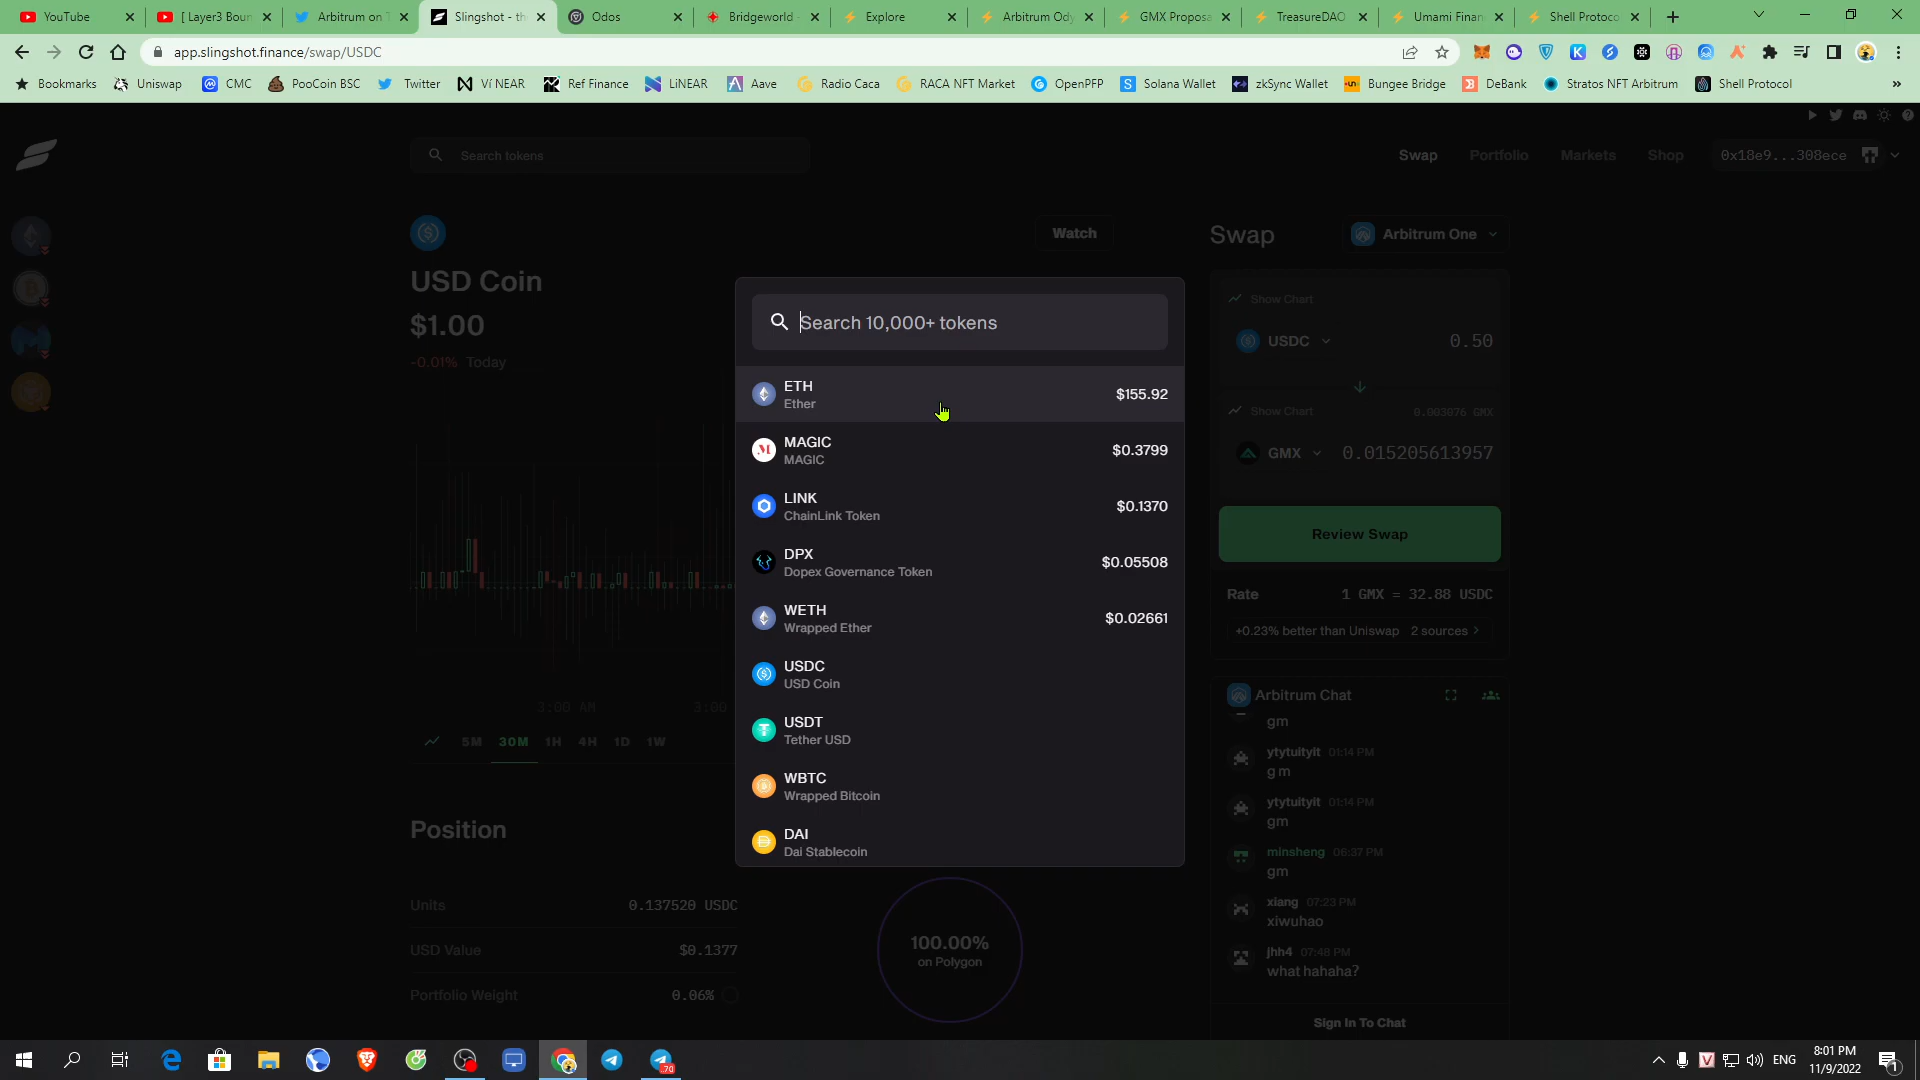 YouTube
[ Layer3 Boun
Arbitrum on T
Slingshot - th
Odos
Bridgeworld -
Explore
Arbitrum Ody
GMX Proposa
TreasureDAO
Umami Finan
Shell Protoco
app.slingshot.finance/swap/USDC
Bookmarks
Uniswap
CMC
PooCoin BSC
Twitter
Ví NEAR
Ref Finance
LiNEAR
Aave
Radio Caca
RACA NFT Market
OpenPFP
Solana Wallet
zkSync Wallet
Bungee Bridge
DeBank
Stratos NFT Arbitrum
Shell Protocol
»
Search tokens
Swap
Portfolio
Markets
Shop
0x18e9...308ece
USD Coin
$1.00
-0.01% Today
Watch
Search 10,000+ tokens
ETH
Ether
$155.92
MAGIC
MAGIC
$0.3799
LINK
ChainLink Token
$0.1370
DPX
Dopex Governance Token
$0.05508
WETH
Wrapped Ether
$0.02661
USDC
USD Coin
USDT
Tether USD
WBTC
Wrapped Bitcoin
DAI
Dai Stablecoin
3:00 AM
3:00
5M 30M 1H 4H 1D 1W
Position
Units
0.137520 USDC
USD Value
$0.1377
Portfolio Weight
0.06%
100.00%
on Polygon
Swap
Arbitrum One
Show Chart
USDC
0.50
Show Chart
0.003076 GMX
GMX
0.015205613957
Review Swap
Rate
1 GMX = 32.88 USDC
+0.23% better than Uniswap 2 sources >
Arbitrum Chat
gm
ytytuityit 01:14 PM
g m
ytytuityit 01:14 PM
gm
minsheng 06:37 PM
gm
xiang 07:23 PM
xiwuhao
jhh4 07:48 PM
what hahaha?
Sign In To Chat
ENG
8:01 PM
11/9/2022